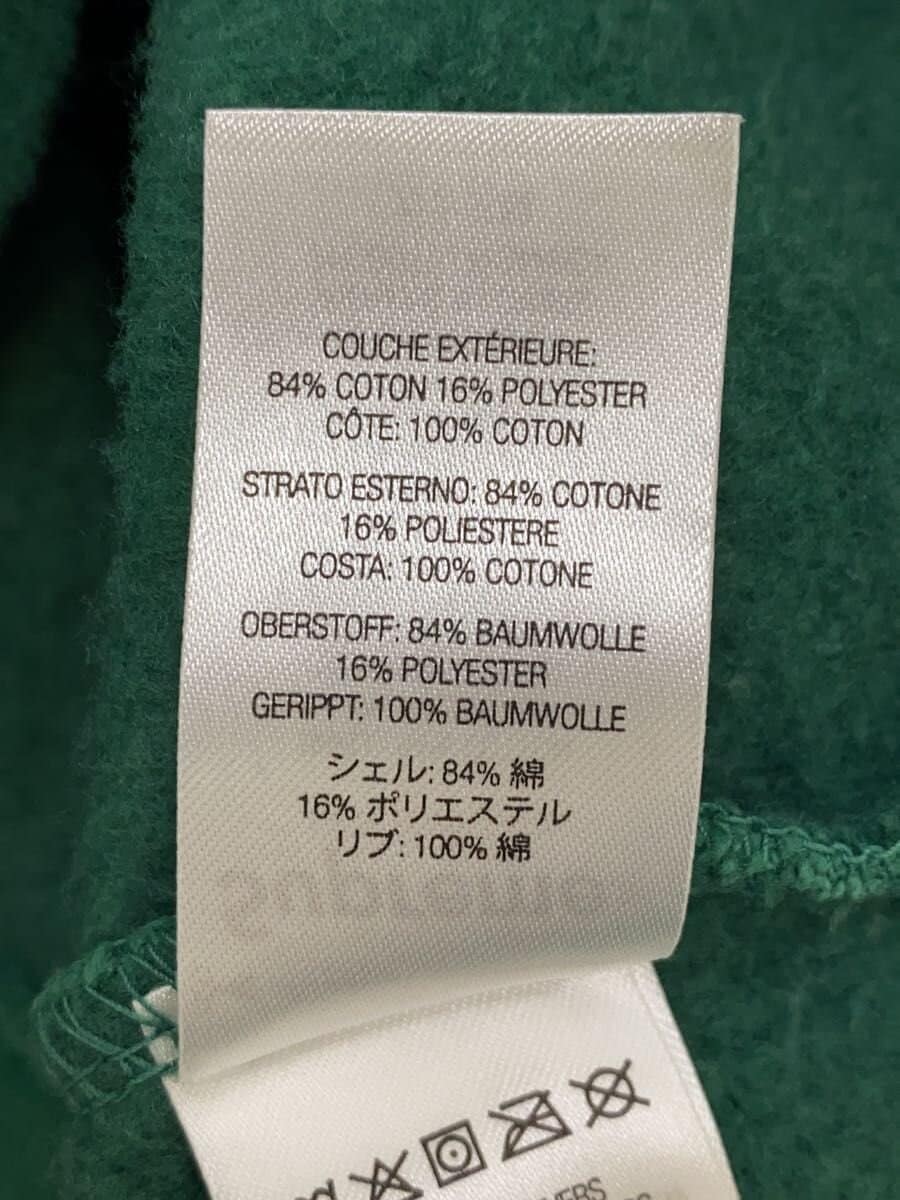 COUCHE EXTÉRIEURE:
84% COTON 16% POLYESTER
CÔTE: 100% COTON
STRATO ESTERNO: 84% COTONE
16% POLIESTERE
COSTA: 100% COTONE
OBERSTOFF: 84% BAUMWOLLE
16% POLYESTER
GERIPPT: 100% BAUMWOLLE
シェル: 84% 綿
16% ポリエステル
リブ: 100% 綿